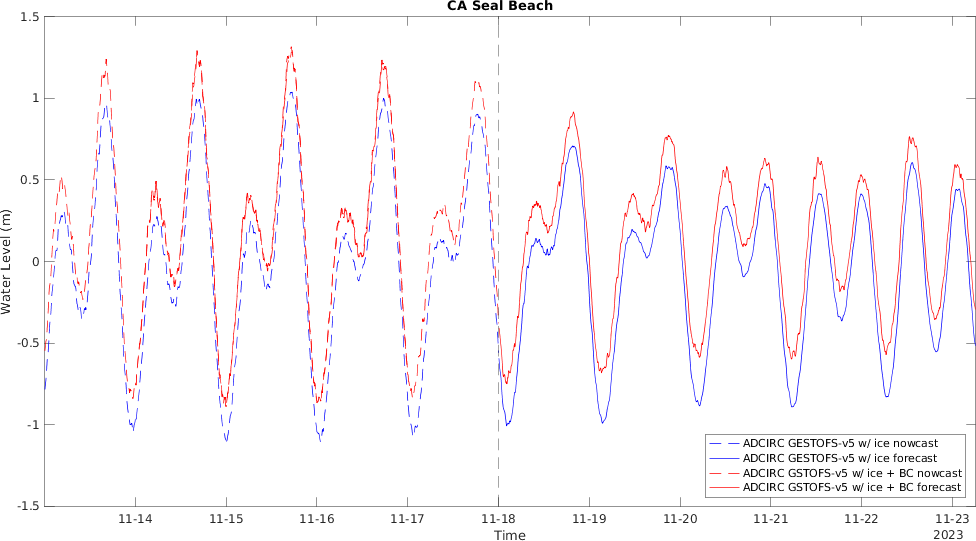 CA Seal Beach
1.5
1
0.5
0
-0.5
-1
-1.5
Water Level (m)
ADCIRC GESTOFS-v5 w/ ice nowcast
ADCIRC GESTOFS-v5 w/ ice forecast
ADCIRC GSTOFS-v5 w/ ice + BC nowcast
ADCIRC GSTOFS-v5 w/ ice + BC forecast
11-14 11-15 11-16 11-17 11-18 11-19 11-20 11-21 11-22 11-23
Time 2023